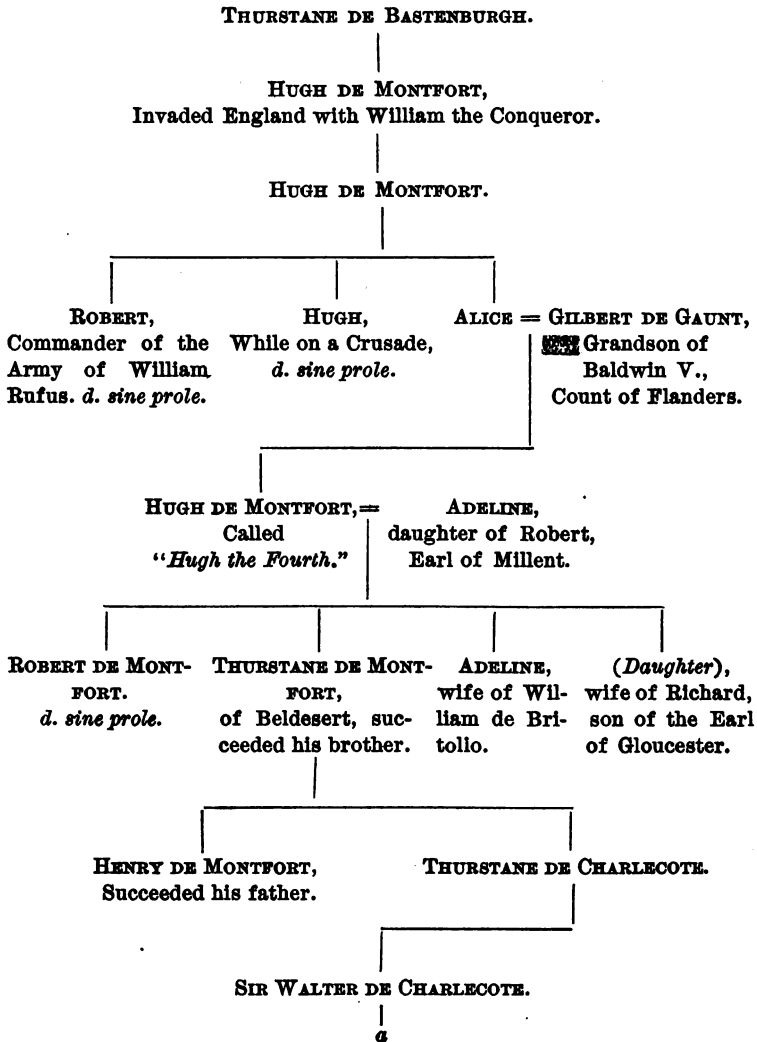 THURSTANE DE BASTENBURGH.
HUGH DE MONTFORT,
Invaded England with William the Conqueror.
HUGH DE MONTFORT.
ROBERT,
Commander of the
Army of William
Rufus. d. sine prole.
HUGH,
While on a Crusade,
d. sine prole.
ALICE = GILBERT DE GAUNT,
Grandson of
Baldwin V.,
Count of Flanders.
HUGH DE MONTFORT,=
Called
"Hugh the Fourth."
ADELINE,
daughter of Robert,
Earl of Millent.
ROBERT DE MONT-
FORT.
d. sine prole.
THURSTANE DE MONT-
FORT,
of Beldesert, suc-
ceeded his brother.
ADELINE,
wife of Wil-
liam de Bri-
tollo.
(Daughter),
wife of Richard,
son of the Earl
of Gloucester.
HENRY DE MONTFORT,
Succeeded his father.
THURSTANE DE CHARLECOTE.
SIR WALTER DE CHARLECOTE.
a